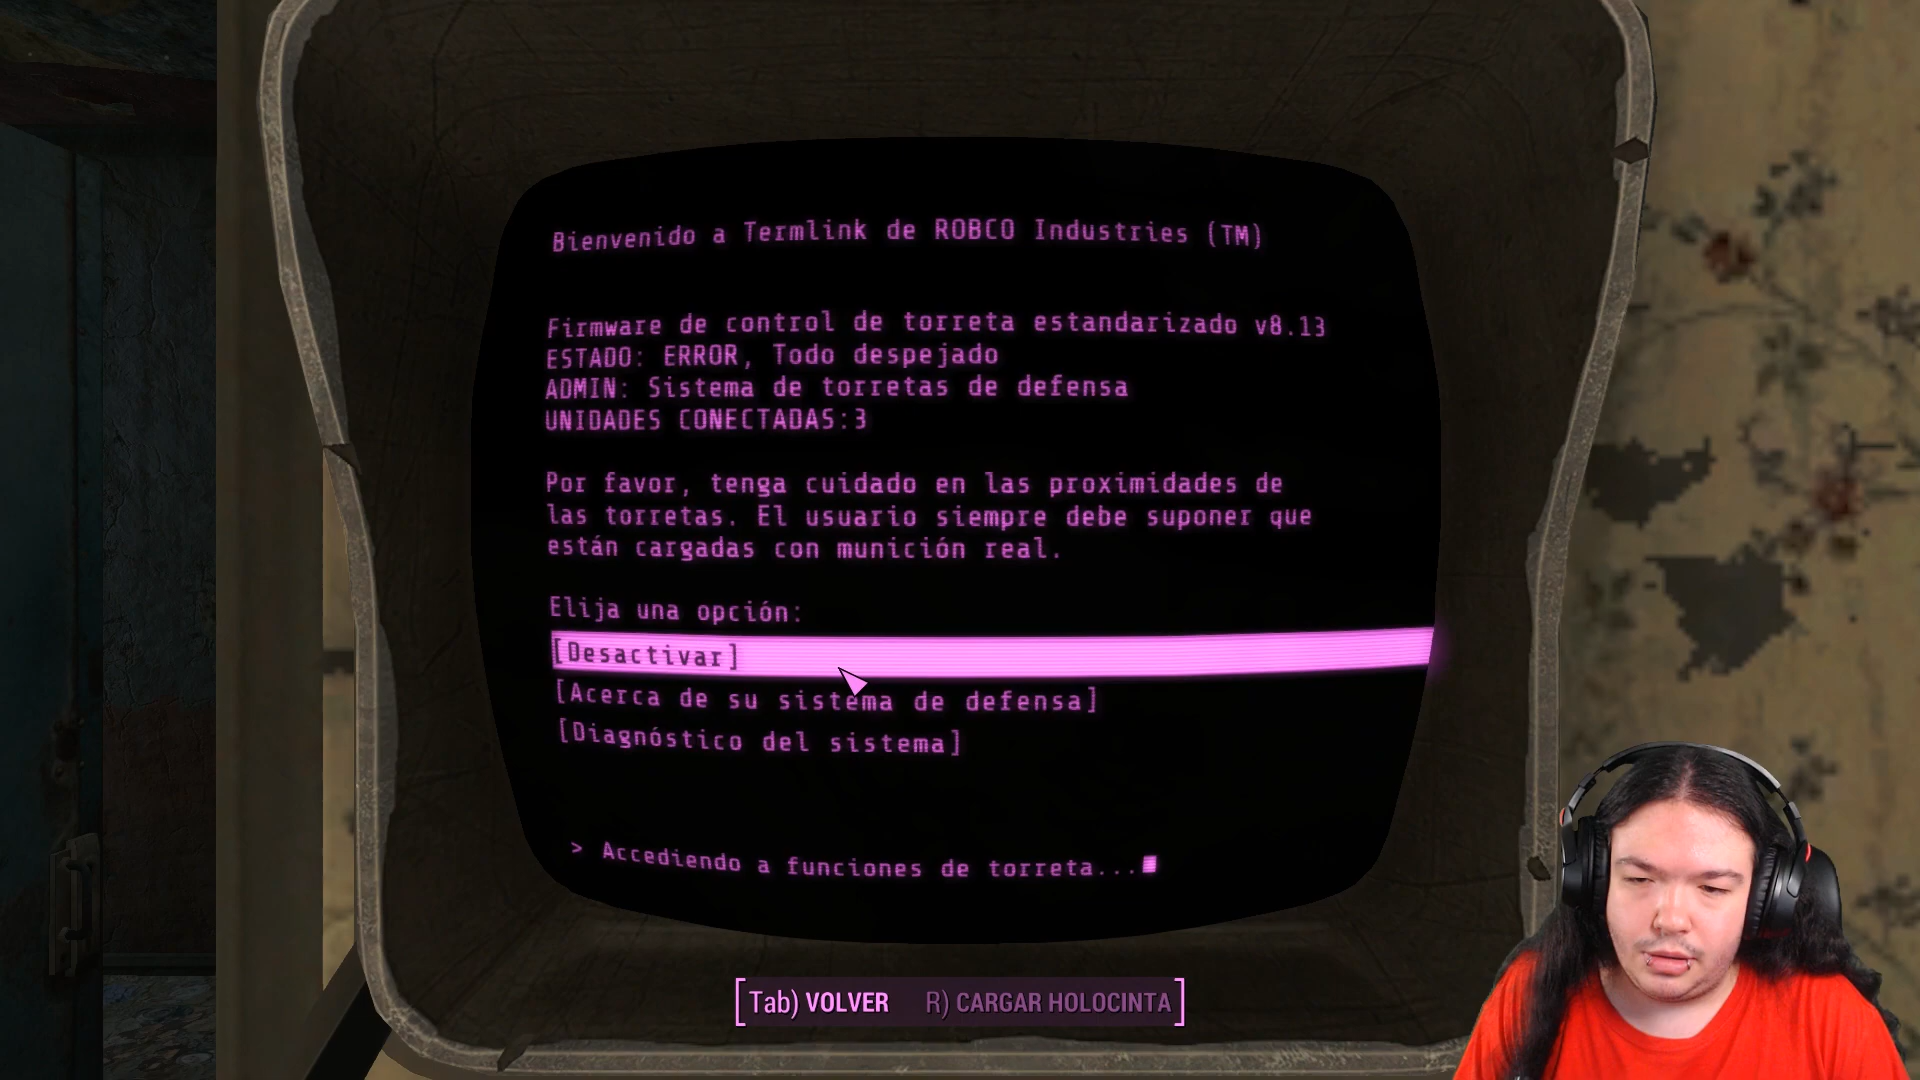 Bienvenido a Termlink de ROBCO Industries (TM)
Firmware de control de torreta estandarizado v8.13
ESTADO: ERROR, Todo despejado
ADMIN: Sistema de torretas de defensa
UNIDADES CONECTADAS:3
Por favor, tenga cuidado en las proximidades de
las torretas. El usuario siempre debe suponer que
están cargadas con munición real.
Elija una opción:
[Desactivar]
[Acerca de su sistema de defensa]
[Diagnóstico del sistema]
> Accediendo a funciones de torreta...
[Tab) VOLVER R) CARGAR HOLOCINTA]